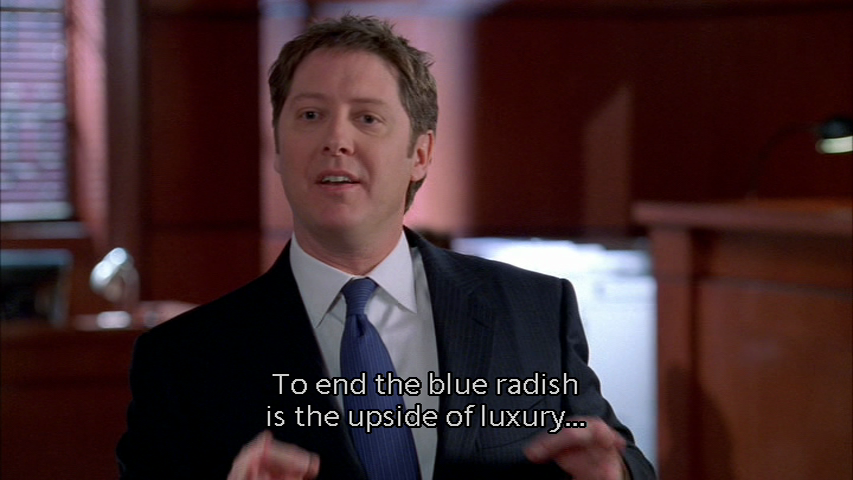 To end the blue radish
is the upside of luxury...